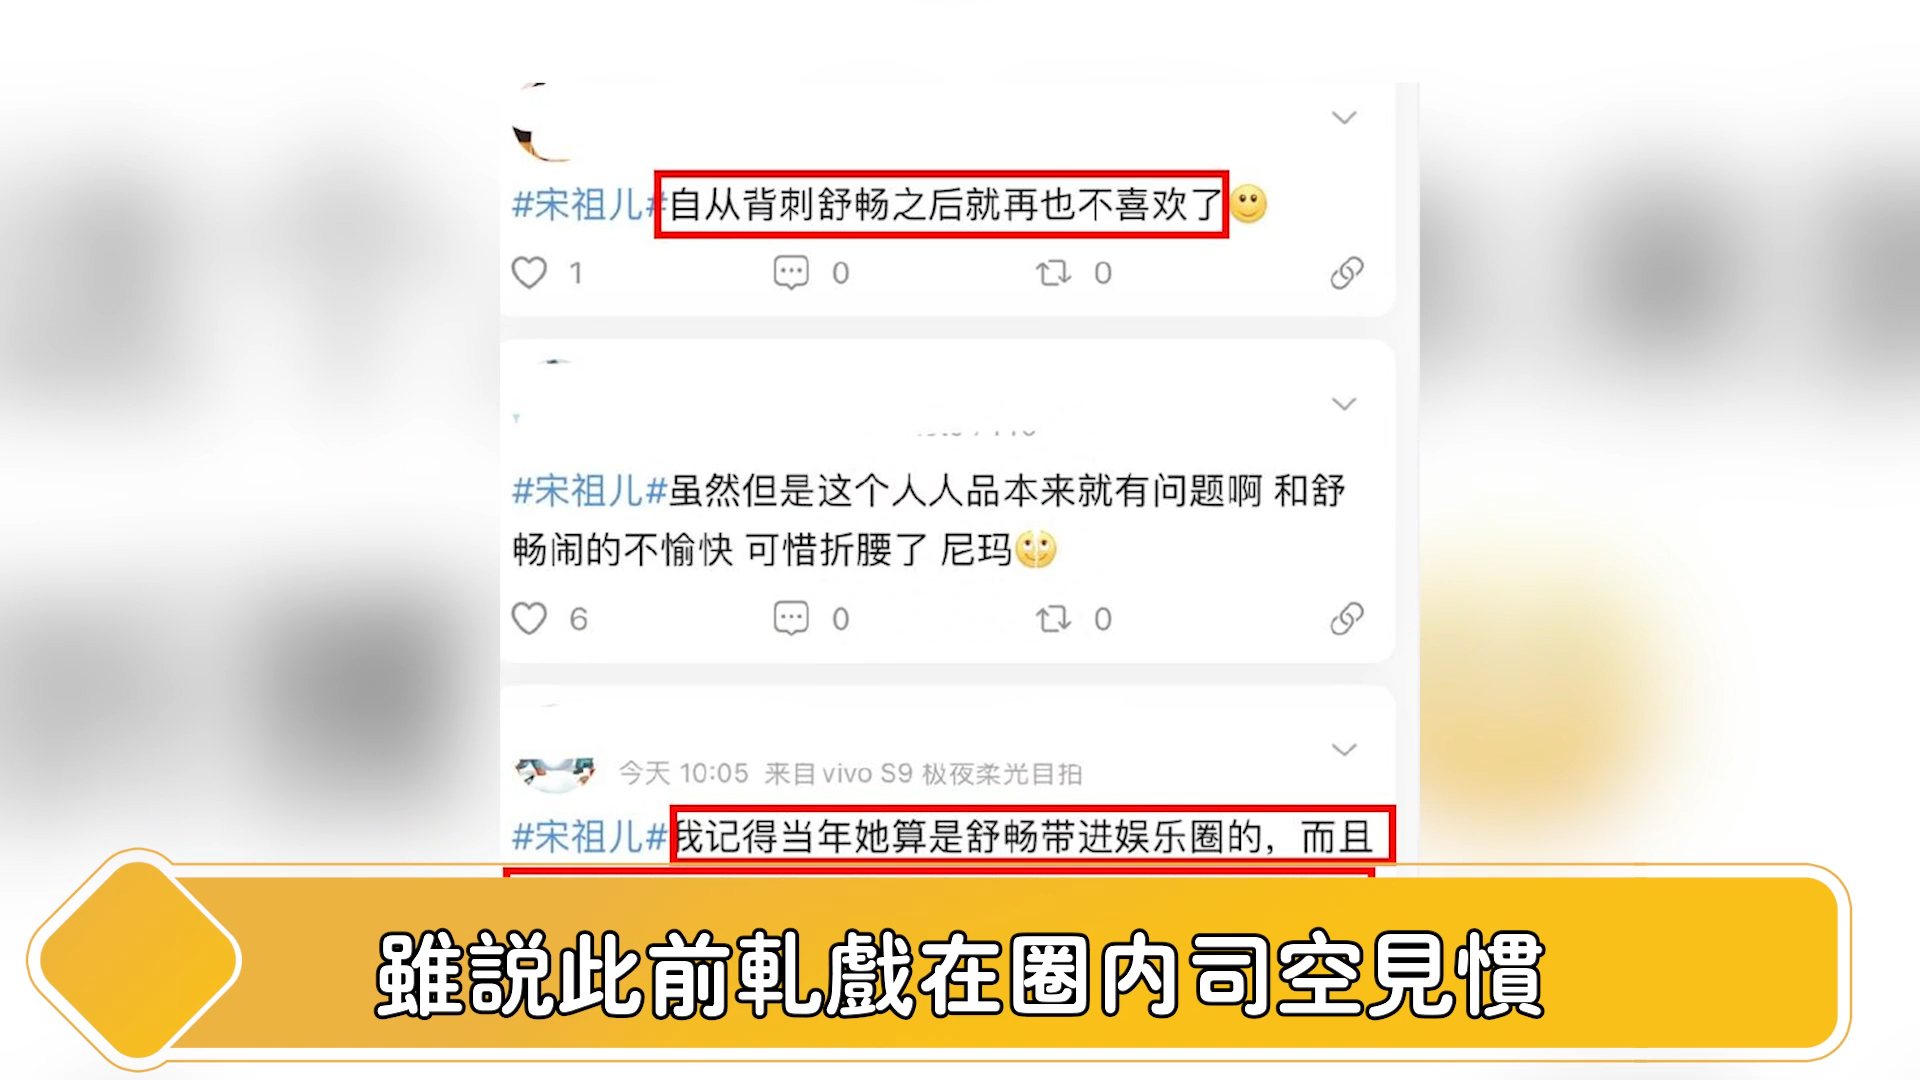 #宋祖儿#自从背刺舒畅之后就再也不喜欢了
1 0 0
#宋祖儿#虽然但是这个人人品本来就有问题啊 和舒
畅闹的不愉快 可惜折腰了 尼玛
6 0 0
今天 10:05 来自 vivo S9 极夜柔光自拍
#宋祖儿#我记得当年她算是舒畅带进娱乐圈的，而且
雖説此前軋戲在圈内司空見慣